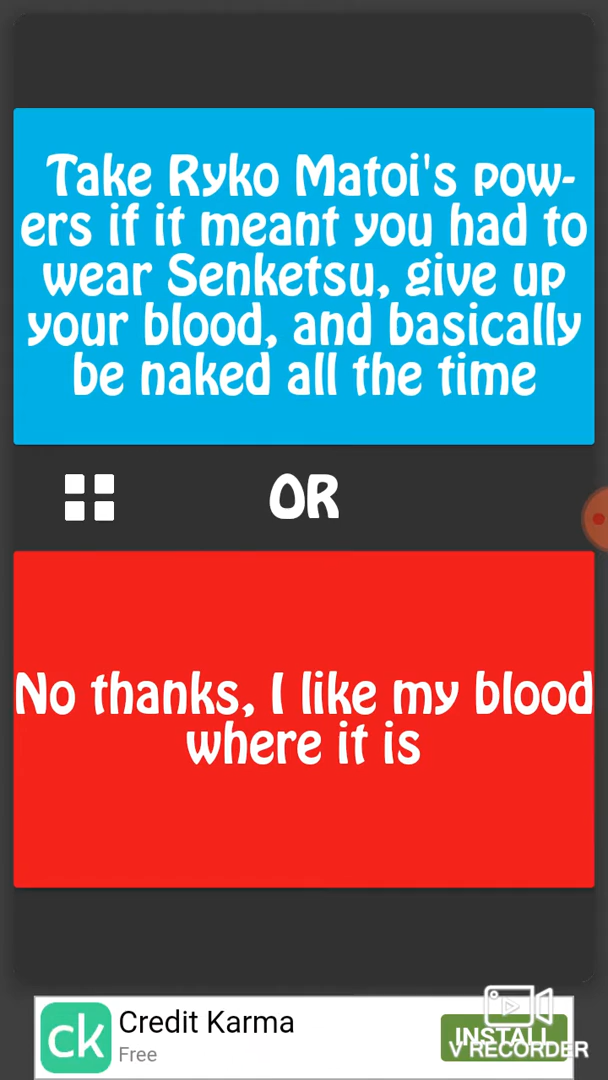 Take Ryko Matoi's pow-
ers if it meant you had to
wear Senketsu, give up
your blood, and basically
be naked all the time
OR
No thanks, I like my blood
where it is
ck
Credit Karma
Free
INSTALL
V RECORDER